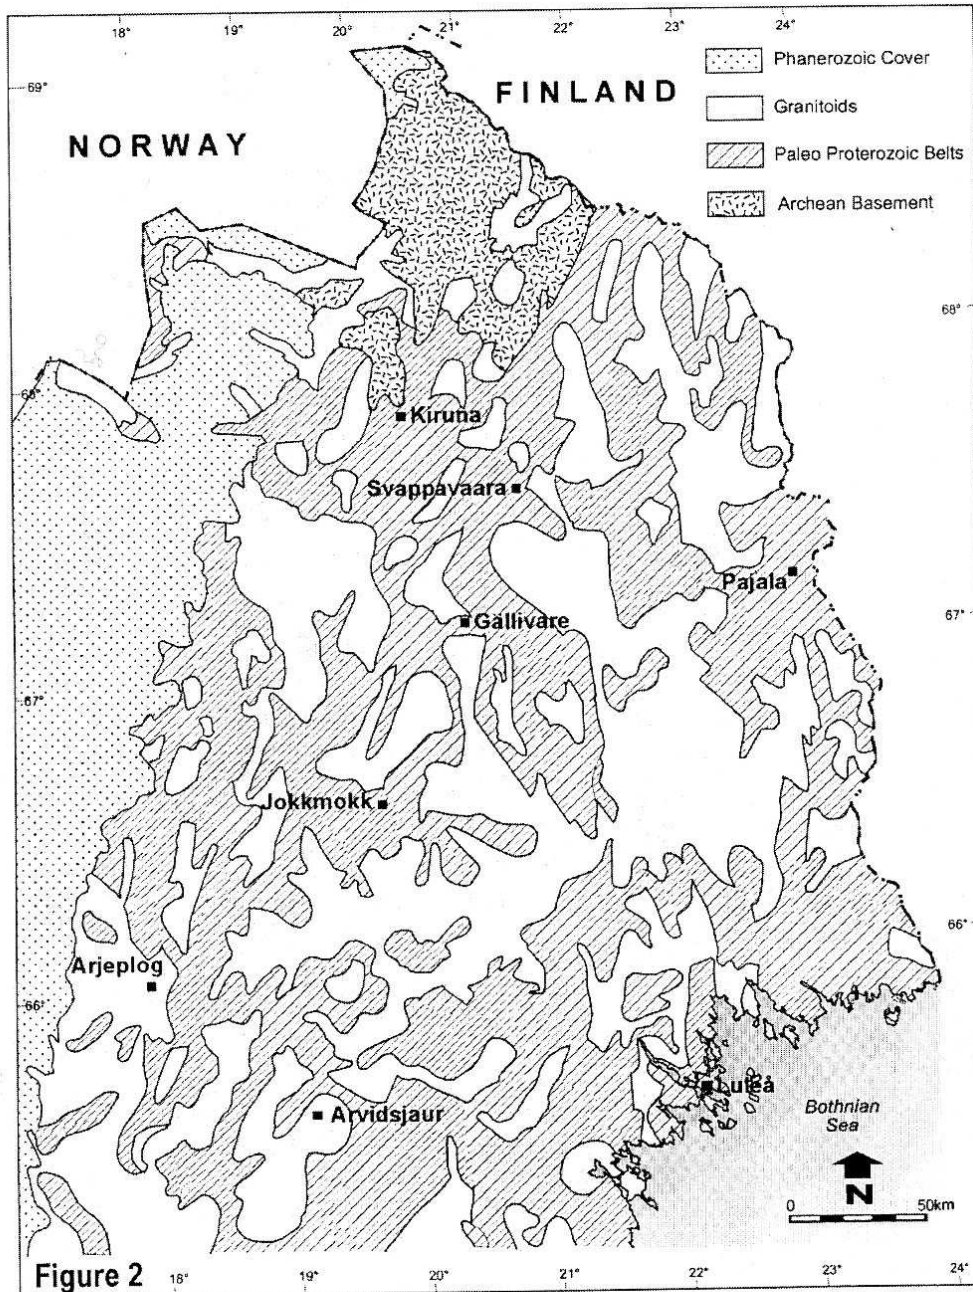 18° 19° 20° 21° 22° 23° 24°
69°
NORWAY
FINLAND
Phanerozoic Cover
Granitoids
Paleo Proterozoic Belts
Archean Basement
68°
68°
Kiruna
Svappavaara
Pajala
67°
Gällivare
67°
Jokkmokk
66°
Arjeplog
66°
Luleå
Arvidsjaur
Bothnian
Sea
N
0 50km
Figure 2
18° 19° 20° 21° 22° 23° 24°